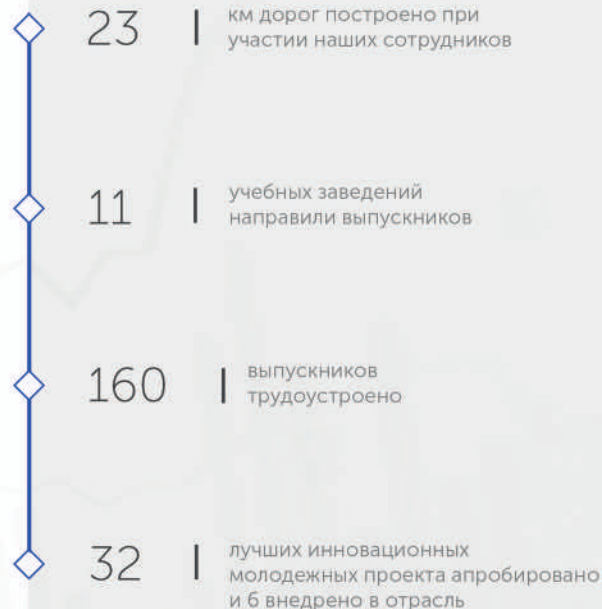 23
км дорог построено при
участии наших сотрудников
11
учебных заведений
направили выпускников
160
выпускников
трудоустроено
32
лучших инновационных
молодежных проекта апробировано
и 6 внедрено в отрасль